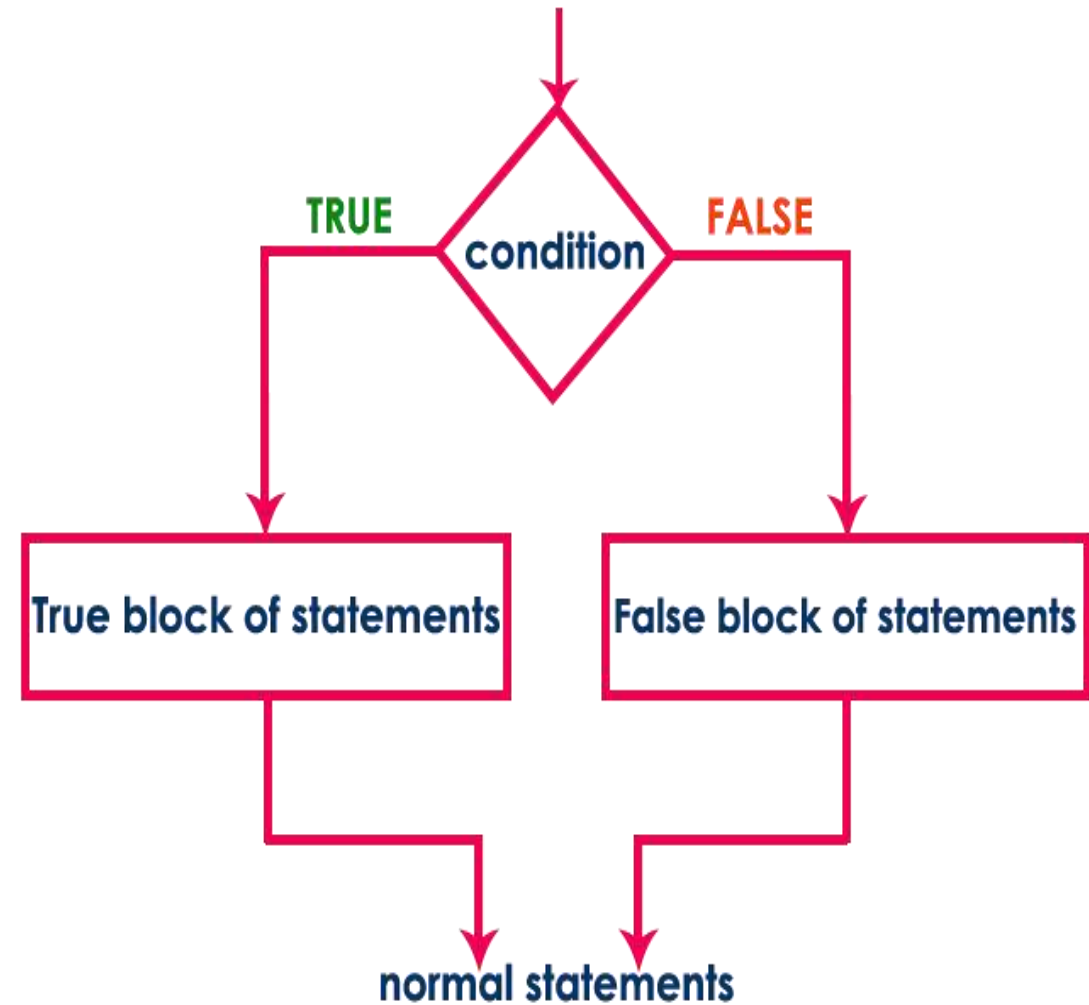 TRUE
FALSE
condition
True block of statements
False block of statements
normal statements